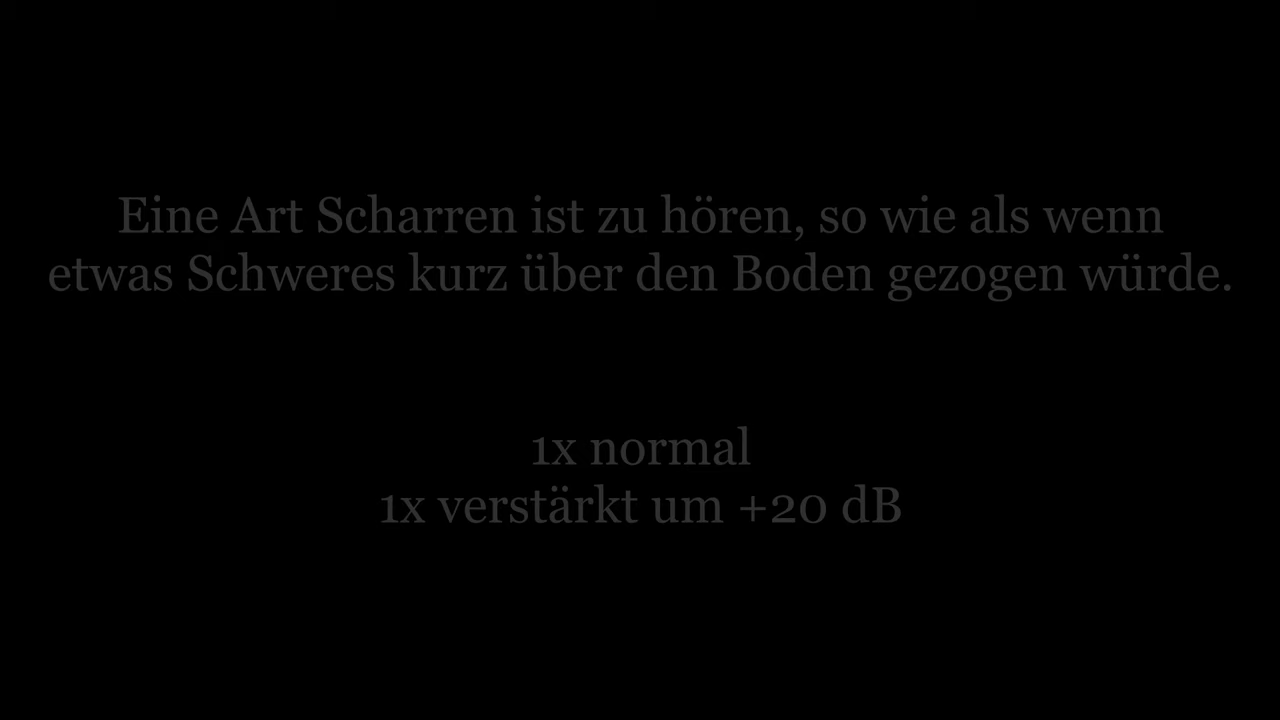 Eine Art Scharren ist zu hören, so wie als wenn
etwas Schweres kurz über den Boden gezogen würde.
1x normal
1x verstärkt um +20 dB